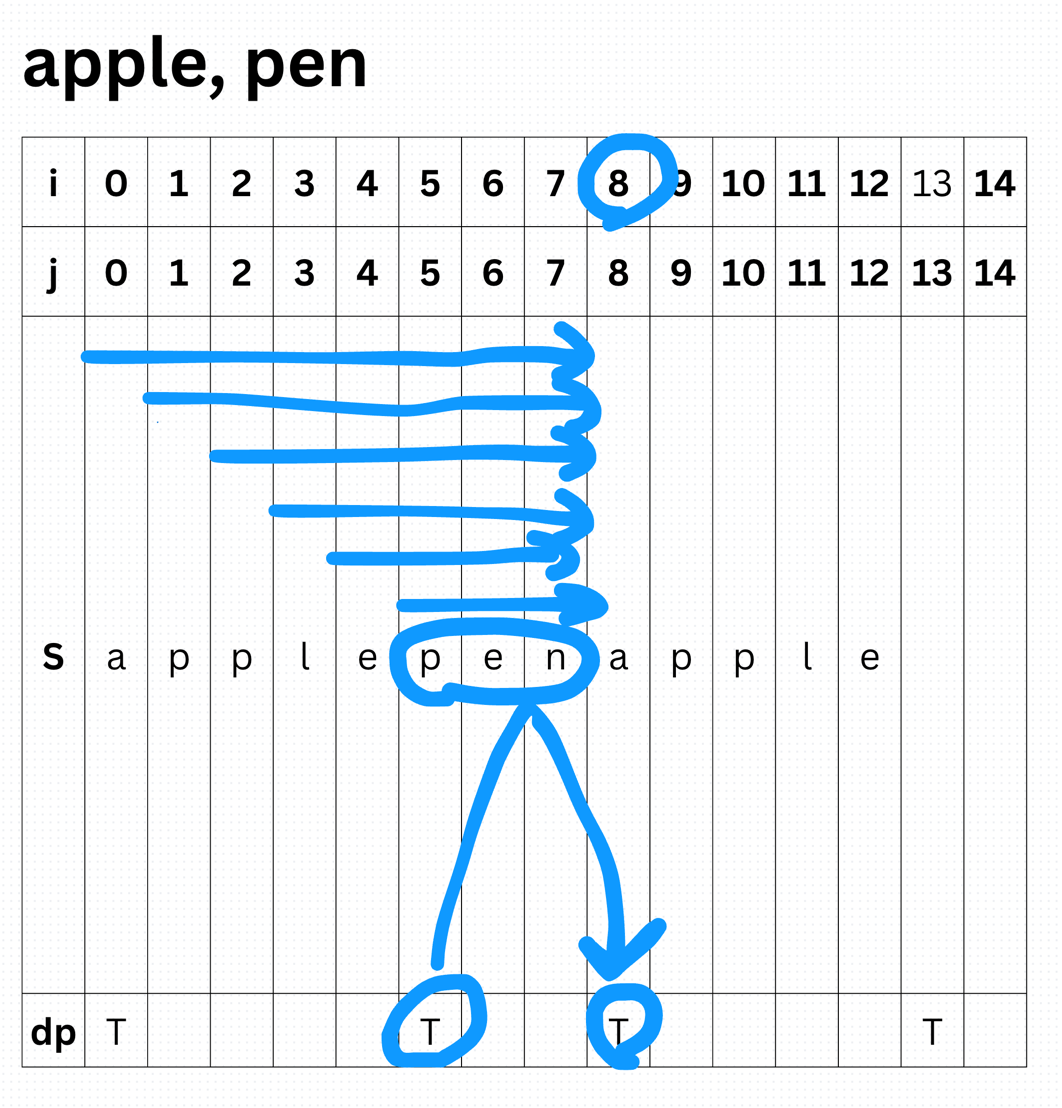 apple, pen
i 0 1 2 3 4 5 6 7 8 9 10 11 12 13 14
j 0 1 2 3 4 5 6 7 8 9 10 11 12 13 14
S a p p l e p e n a p p l e
dp T T T T